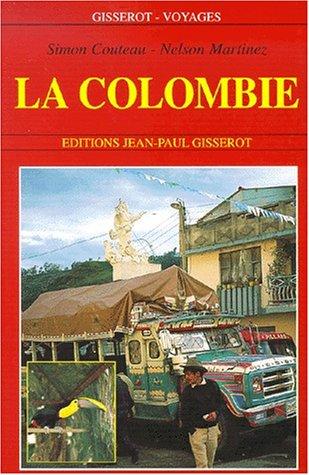 GISSEROT - VOYAGES
Simon Couteau - Nelson Martinez
LA COLOMBIE
EDITIONS JEAN-PAUL GISSEROT